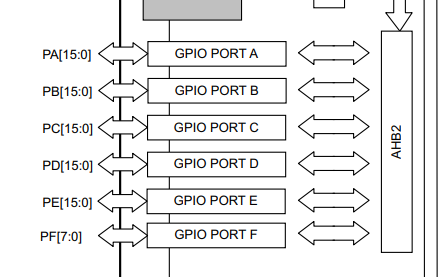 PA[15:0] GPIO PORT A
PB[15:0] GPIO PORT B
PC[15:0] GPIO PORT C
PD[15:0] GPIO PORT D
PE[15:0] GPIO PORT E
PF[7:0] GPIO PORT F
AHB2